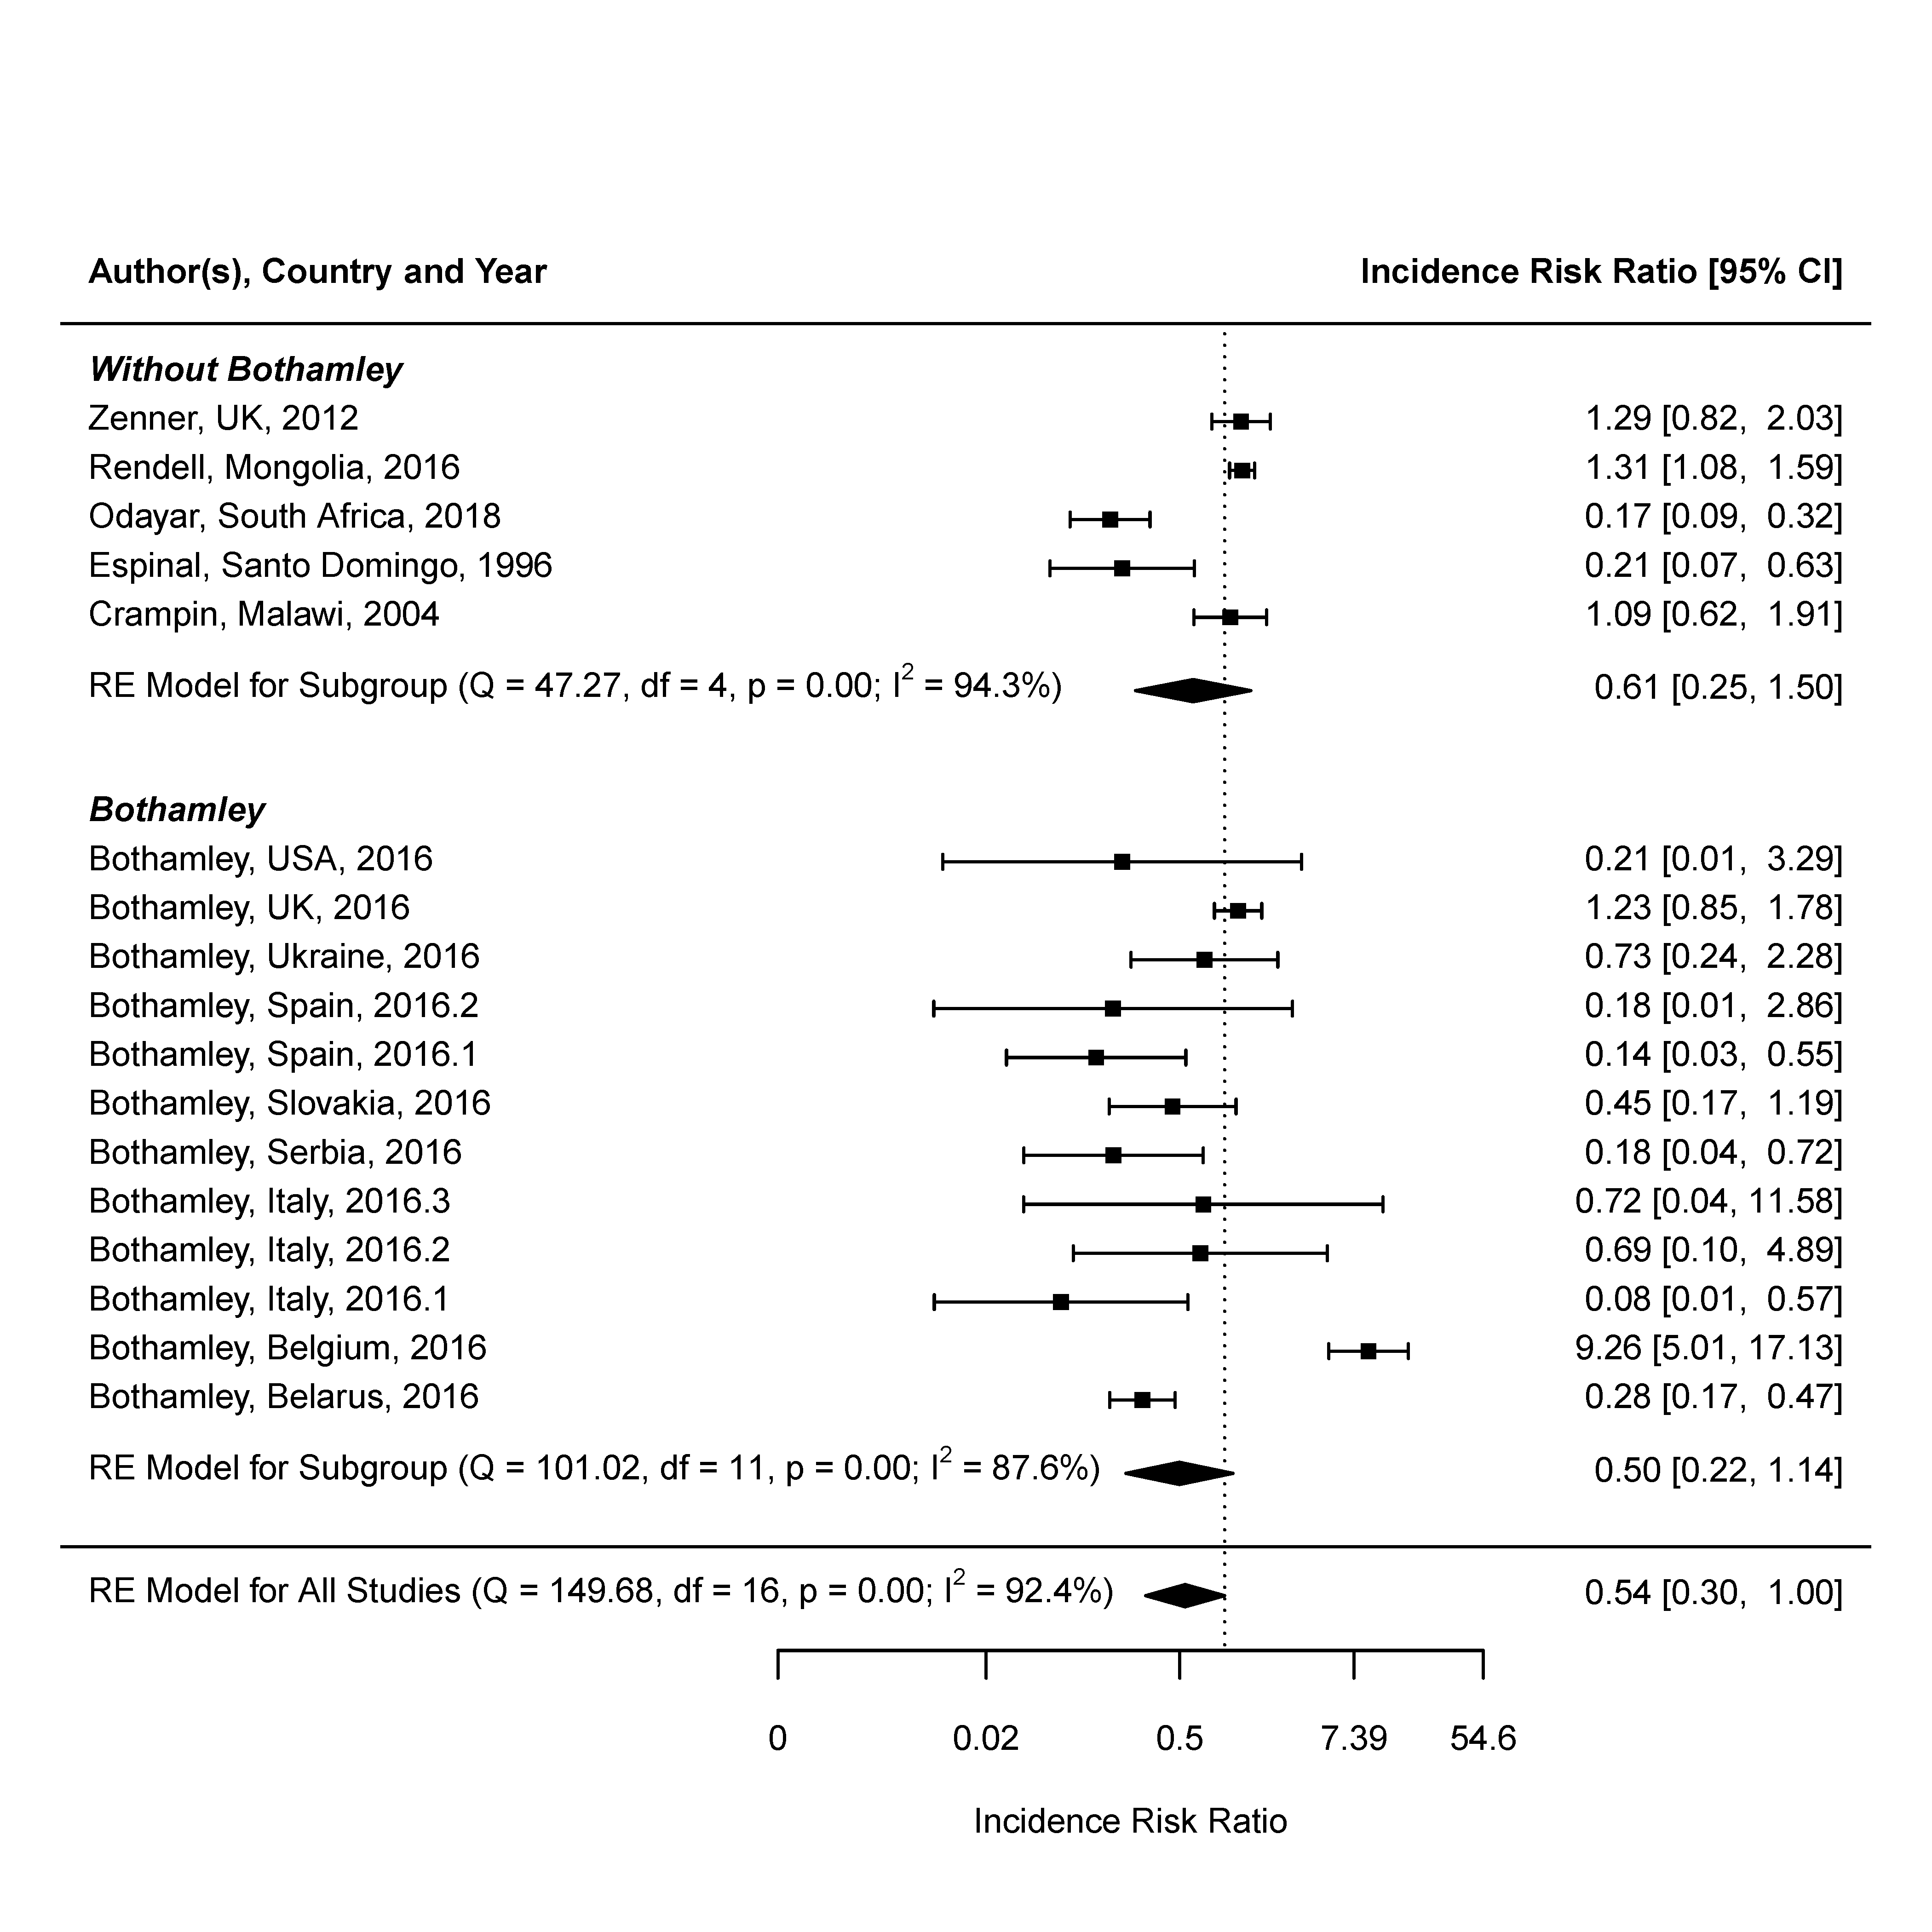 Author(s), Country and Year Incidence Risk Ratio [95% CI]
Without Bothamley
Zenner, UK, 2012 1.29 [0.82, 2.03]
Rendell, Mongolia, 2016 1.31 [1.08, 1.59]
Odayar, South Africa, 2018 0.17 [0.09, 0.32]
Espinal, Santo Domingo, 1996 0.21 [0.07, 0.63]
Crampin, Malawi, 2004 1.09 [0.62, 1.91]
RE Model for Subgroup (Q = 47.27, df = 4, p = 0.00; I² = 94.3%) 0.61 [0.25, 1.50]
Bothamley
Bothamley, USA, 2016 0.21 [0.01, 3.29]
Bothamley, UK, 2016 1.23 [0.85, 1.78]
Bothamley, Ukraine, 2016 0.73 [0.24, 2.28]
Bothamley, Spain, 2016.2 0.18 [0.01, 2.86]
Bothamley, Spain, 2016.1 0.14 [0.03, 0.55]
Bothamley, Slovakia, 2016 0.45 [0.17, 1.19]
Bothamley, Serbia, 2016 0.18 [0.04, 0.72]
Bothamley, Italy, 2016.3 0.72 [0.04, 11.58]
Bothamley, Italy, 2016.2 0.69 [0.10, 4.89]
Bothamley, Italy, 2016.1 0.08 [0.01, 0.57]
Bothamley, Belgium, 2016 9.26 [5.01, 17.13]
Bothamley, Belarus, 2016 0.28 [0.17, 0.47]
RE Model for Subgroup (Q = 101.02, df = 11, p = 0.00; I² = 87.6%) 0.50 [0.22, 1.14]
RE Model for All Studies (Q = 149.68, df = 16, p = 0.00; I² = 92.4%) 0.54 [0.30, 1.00]
0 0.02 0.5 7.39 54.6
Incidence Risk Ratio